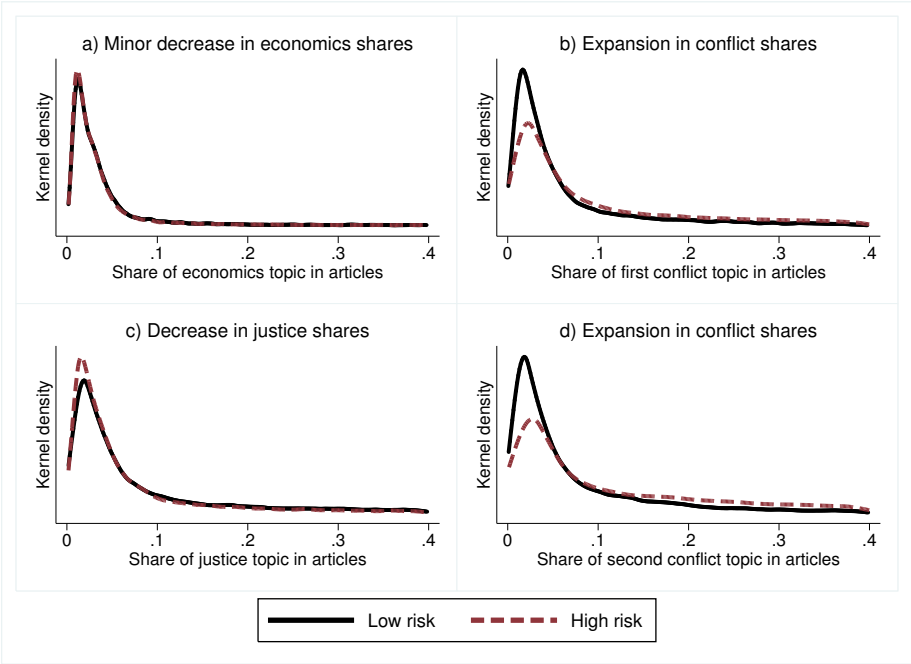 a) Minor decrease in economics shares
Kernel density
0 .1 .2 .3 .4
Share of economics topic in articles
b) Expansion in conflict shares
Kernel density
0 .1 .2 .3 .4
Share of first conflict topic in articles
c) Decrease in justice shares
Kernel density
0 .1 .2 .3 .4
Share of justice topic in articles
d) Expansion in conflict shares
Kernel density
0 .1 .2 .3 .4
Share of second conflict topic in articles
Low risk High risk